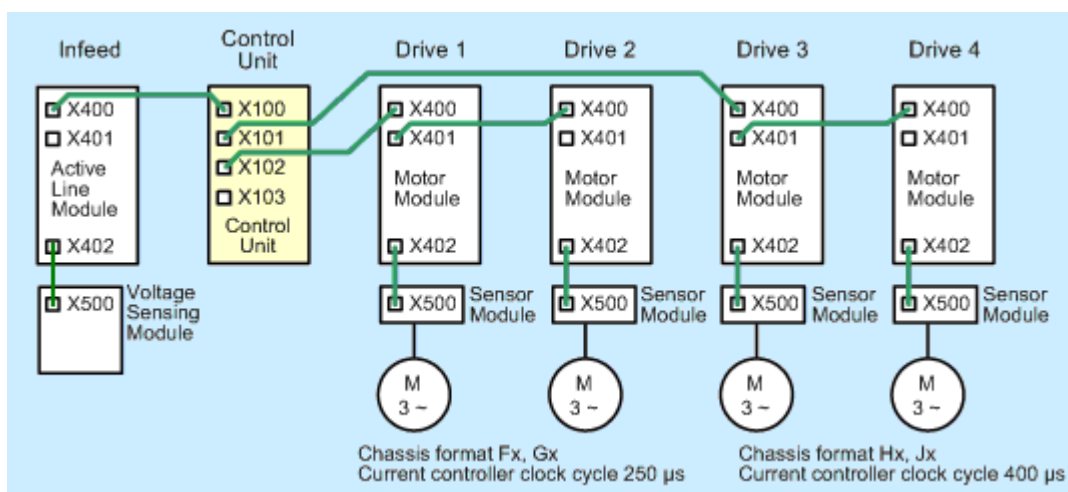 Infeed
Control
Unit
Drive 1
Drive 2
Drive 3
Drive 4
X400
X401
Active
Line
Module
X402
X500
Voltage
Sensing
Module
X100
X101
X102
X103
Control
Unit
X400
X401
Motor
Module
X402
X500
Sensor
Module
M
3 ~
X400
X401
Motor
Module
X402
X500
Sensor
Module
M
3 ~
Chassis format Fx, Gx
Current controller clock cycle 250 µs
X400
X401
Motor
Module
X402
X500
Sensor
Module
M
3 ~
X400
X401
Motor
Module
X402
X500
Sensor
Module
M
3 ~
Chassis format Hx, Jx
Current controller clock cycle 400 µs